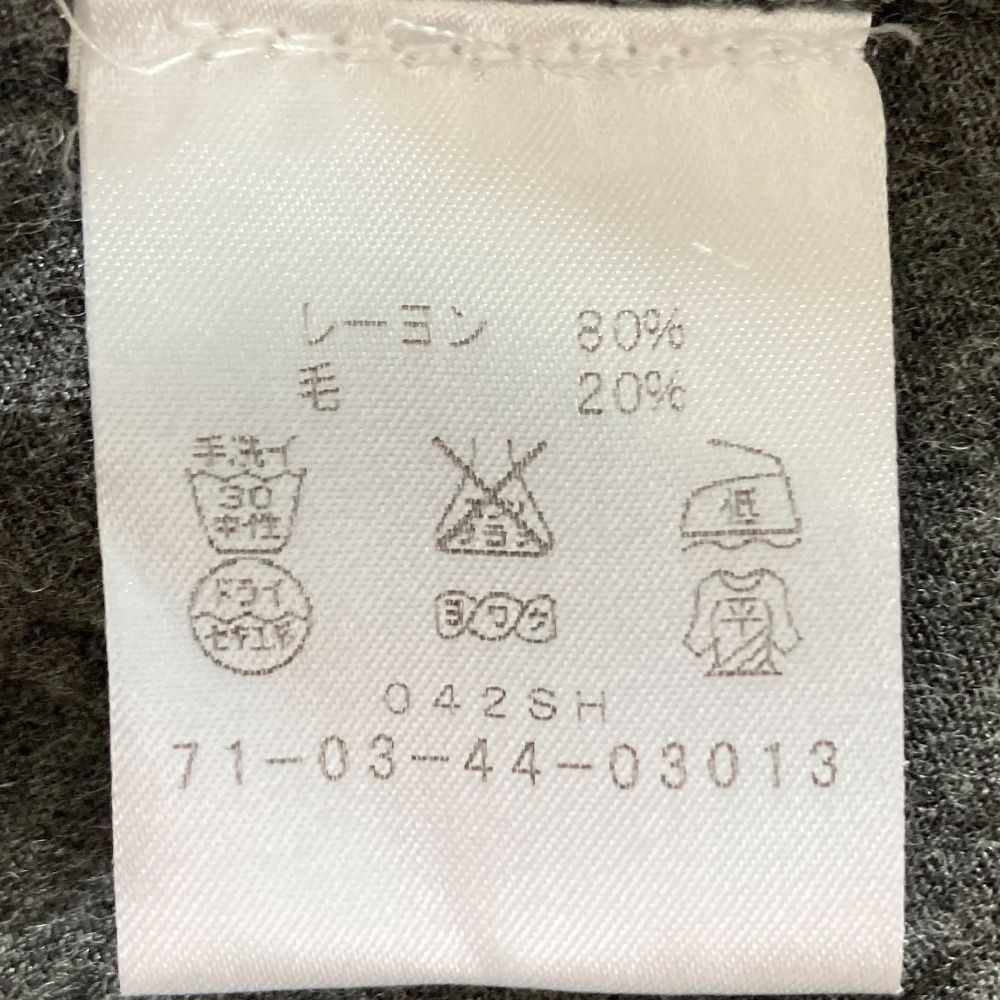 レーヨン 80%
毛 20%
手洗イ
30
中性
エンソ
サラシ
低
ドライ
セキユ系
ヨワク
平
042SH
71-03-44-03013